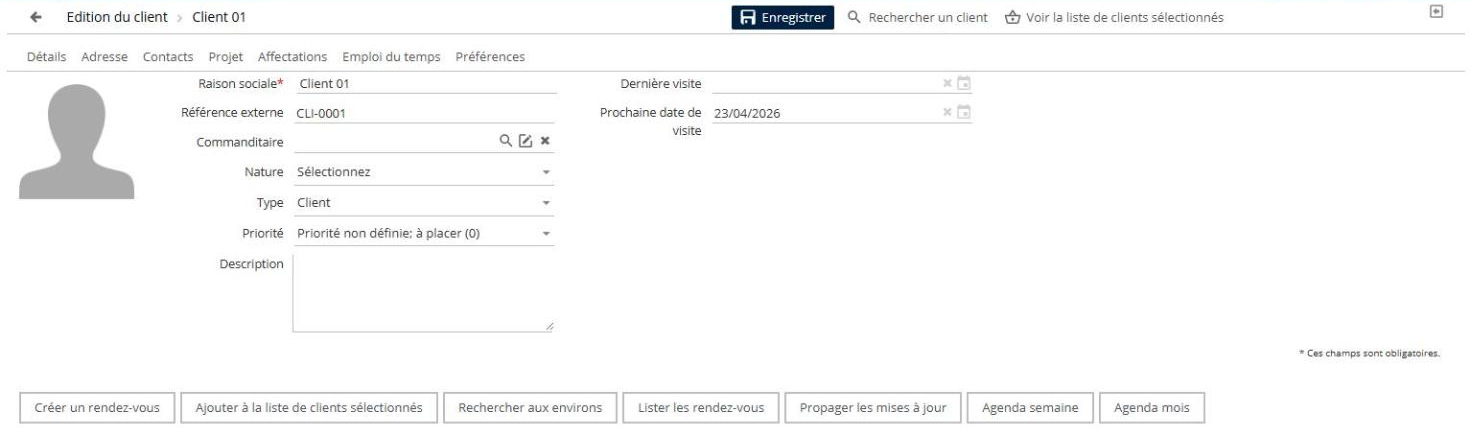 Edition du client > Client 01
Enregistrer Rechercher un client Voir la liste de clients sélectionnés
Détails Adresse Contacts Projet Affectations Emploi du temps Préférences
Raison sociale* Client 01
Référence externe CLI-0001
Commanditaire
Nature Sélectionnez
Type Client
Priorité Priorité non définie: à placer (0)
Description
Dernière visite
Prochaine date de 23/04/2026
visite
* Ces champs sont obligatoires.
Créer un rendez-vous Ajouter à la liste de clients sélectionnés Rechercher aux environs Lister les rendez-vous Propager les mises à jour Agenda semaine Agenda mois